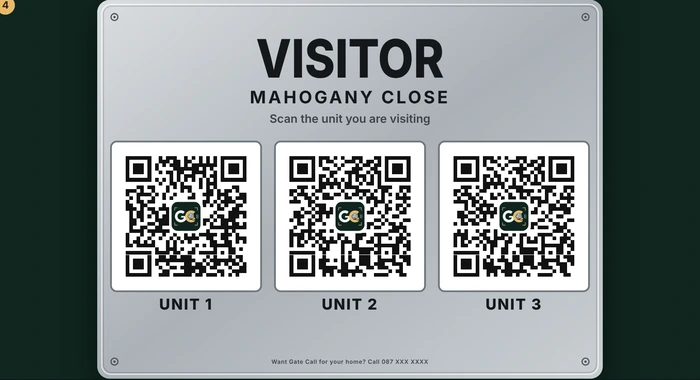 4
VISITOR
MAHOGANY CLOSE
Scan the unit you are visiting
GC GC GC
UNIT 1 UNIT 2 UNIT 3
Want Gate Call for your home? Call 087 XXX XXXX